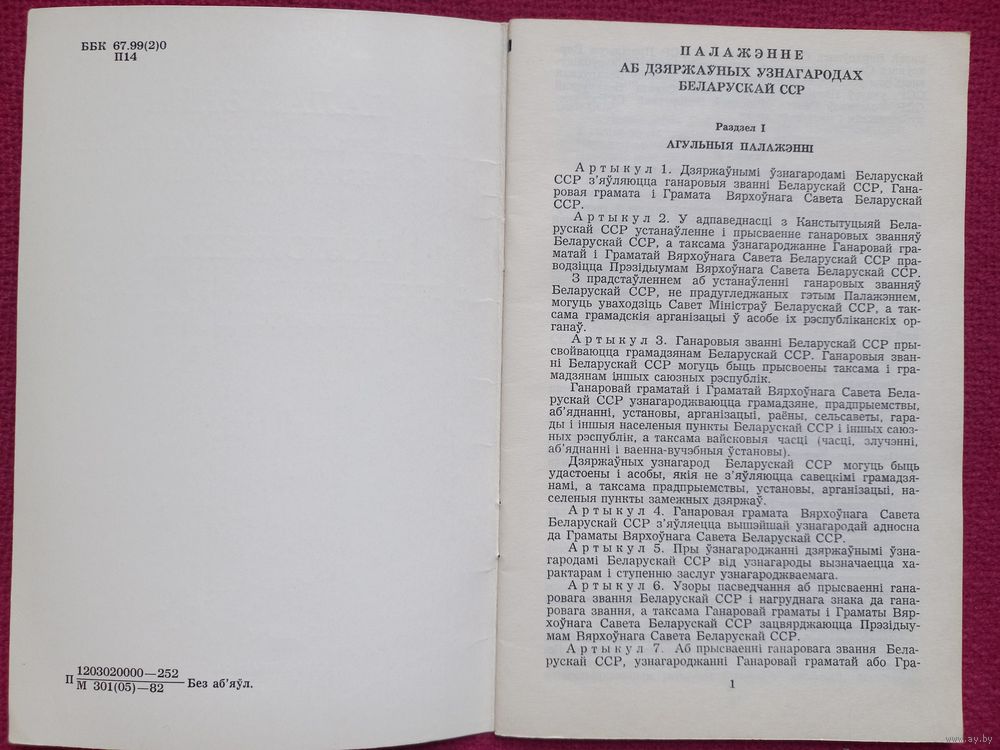 ББК 67.99(2)0
П14
П 1203020000—252
М 301(05)—82 Без аб'яўл.
ПАЛАЖЭННЕ
АБ ДЗЯРЖАЎНЫХ УЗНАГАРОДАХ
БЕЛАРУСКАЙ ССР
Раздзел I
АГУЛЬНЫЯ ПАЛАЖЭННІ
Артыкул 1. Дзяржаўнымі ўзнагародамі Беларускай
ССР з'яўляюцца ганаровыя званні Беларускай ССР, Гана-
ровая грамата і Грамата Вярхоўнага Савета Беларускай
ССР.
Артыкул 2. У адпаведнасці з Канстытуцыяй Бела-
рускай ССР устанаўленне і прысваенне ганаровых званняў
Беларускай ССР, а таксама ўзнагароджанне Ганаровай гра-
матай і Граматай Вярхоўнага Савета Беларускай ССР пра-
водзіцца Прэзідыумам Вярхоўнага Савета Беларускай ССР.
З прадстаўленнем аб устанаўленні ганаровых званняў
Беларускай ССР, не прадугледжаных гэтым Палажэннем,
могуць уваходзіць Савет Міністраў Беларускай ССР, а так-
сама грамадскія арганізацыі ў асобе іх рэспубліканскіх ор-
ганаў.
Артыкул 3. Ганаровыя званні Беларускай ССР пры-
свойваюцца грамадзянам Беларускай ССР. Ганаровыя зван-
ні Беларускай ССР могуць быць прысвоены таксама і гра-
мадзянам іншых саюзных рэспублік.
Ганаровай граматай і Граматай Вярхоўнага Савета Бела-
рускай ССР узнагароджваюцца грамадзяне, прадпрыемствы,
аб'яднанні, установы, арганізацыі, раёны, сельсаветы, гара-
ды і іншыя населеныя пункты Беларускай ССР і іншых саюз-
ных рэспублік, а таксама вайсковыя часці (часці, злучэнні,
аб'яднанні і ваенна-вучэбныя ўстановы).
Дзяржаўных узнагарод Беларускай ССР могуць быць
удастоены і асобы, якія не з'яўляюцца савецкімі грамадзя-
намі, а таксама прадпрыемствы, установы, арганізацыі, на-
селеныя пункты замежных дзяржаў.
Артыкул 4. Ганаровая грамата Вярхоўнага Савета
Беларускай ССР з'яўляецца вышэйшай узнагародай адносна
да Граматы Вярхоўнага Савета Беларускай ССР.
Артыкул 5. Пры ўзнагароджанні дзяржаўнымі ўзна-
гародамі Беларускай ССР від узнагароды вызначаецца ха-
рактарам і ступенню заслуг узнагароджваемага.
Артыкул 6. Узоры пасведчання аб прысваенні гана-
ровага звання Беларускай ССР і нагруднага знака да гана-
ровага звання, а таксама Ганаровай граматы і Граматы Вяр-
хоўнага Савета Беларускай ССР зацвярджаюцца Прэзідыу-
мам Вярхоўнага Савета Беларускай ССР.
Артыкул 7. Аб прысваенні ганаровага звання Бела-
рускай ССР, узнагароджанні Ганаровай граматай або Гра-
1
www.ay.by